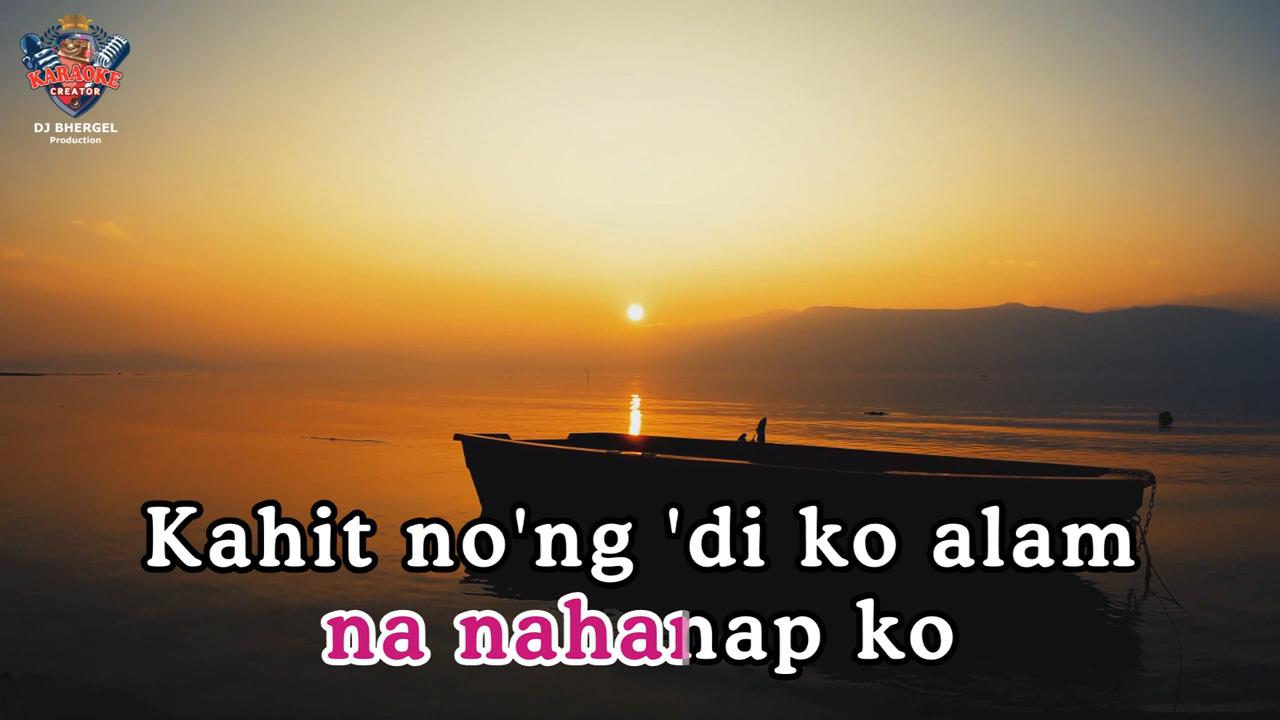 KARAOKE
CREATOR
DJ BHERGEL
Production
Kahit no'ng 'di ko alam
na nahanap ko